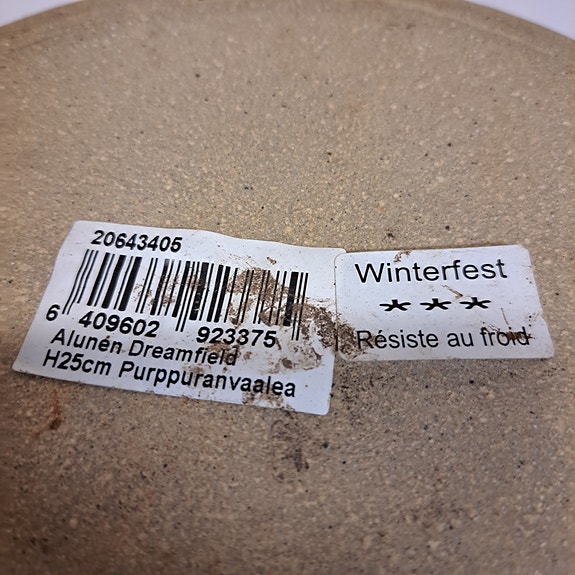 20643405
6 409602 923375
Alunén Dreamfield
H25cm Purppuranvaalea
Winterfest
***
Résiste au froid